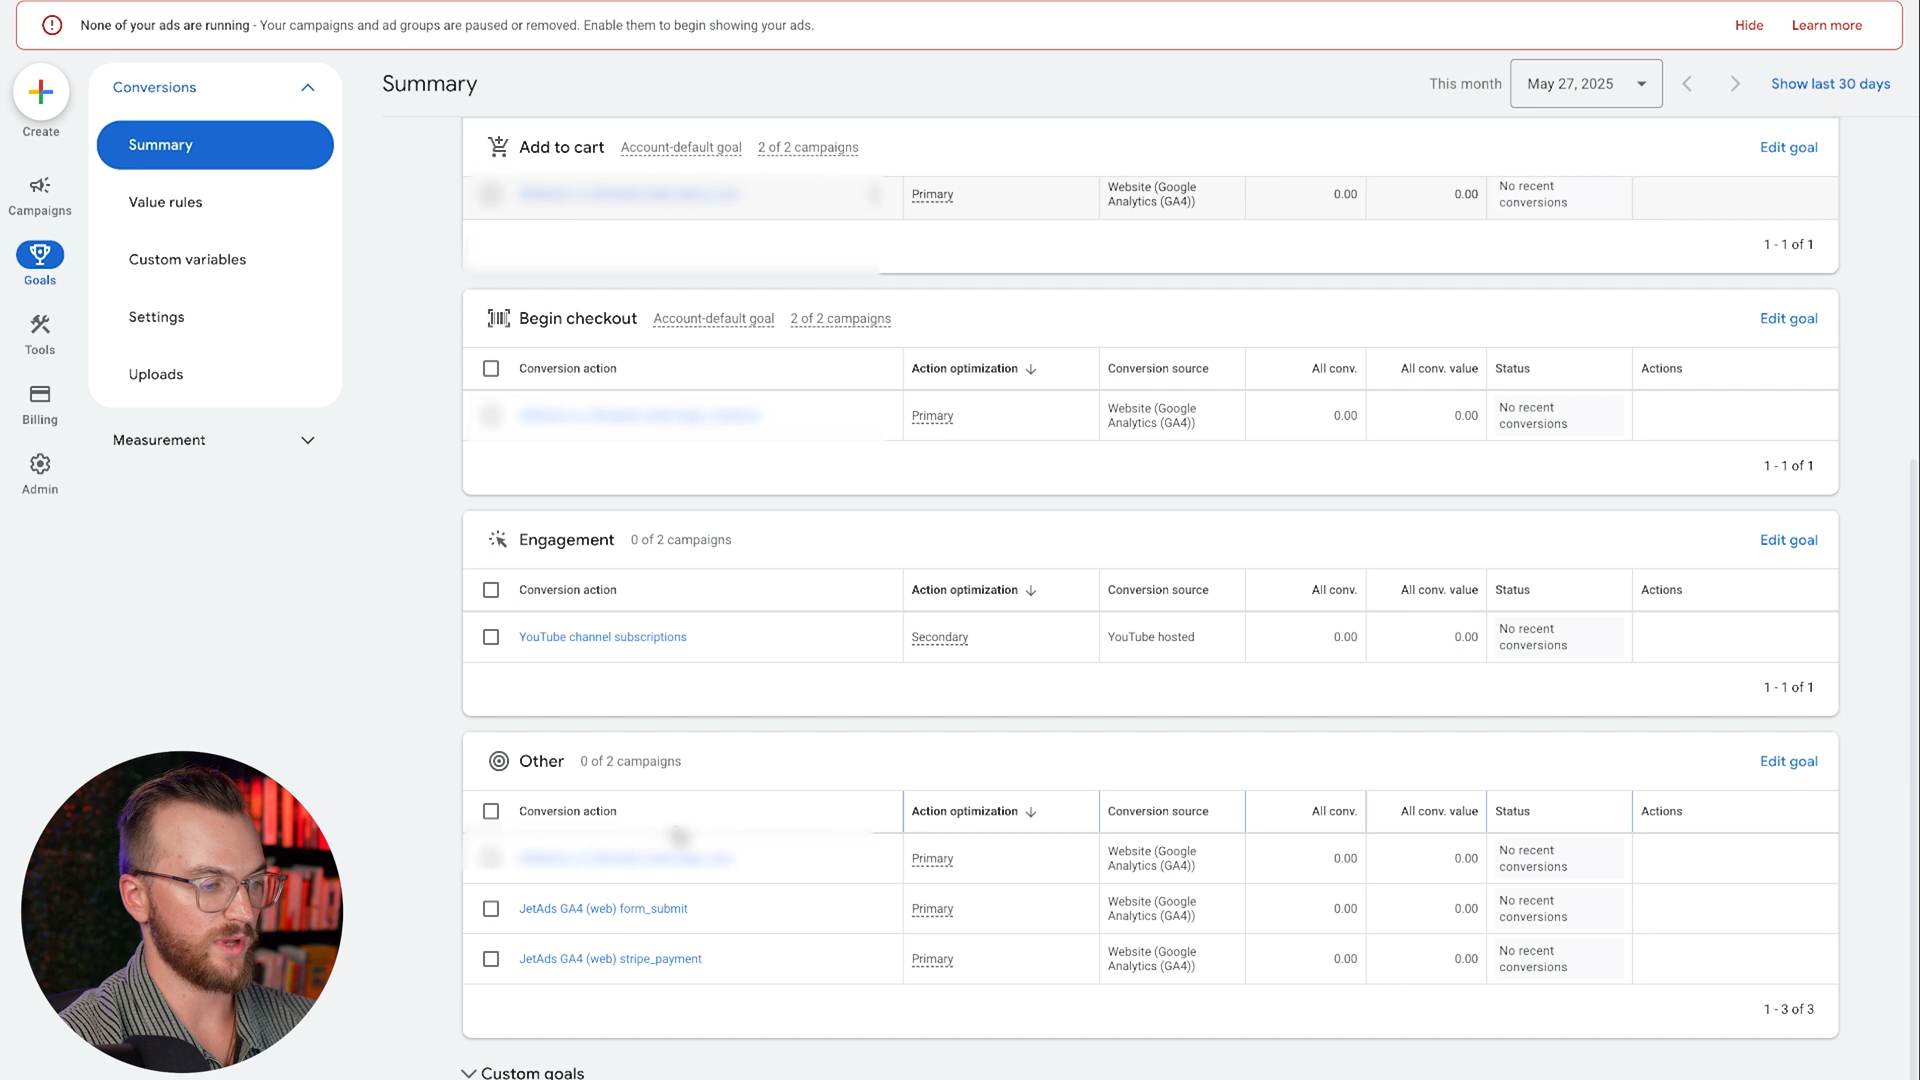 None of your ads are running - Your campaigns and ad groups are paused or removed. Enable them to begin showing your ads.
Hide
Learn more
Create
Campaigns
Goals
Tools
Billing
Admin
Conversions
Summary
Value rules
Custom variables
Settings
Uploads
Measurement
Summary
This month
May 27, 2025
Show last 30 days
Add to cart Account-default goal 2 of 2 campaigns Edit goal
Primary Website (Google Analytics (GA4)) 0.00 0.00 No recent conversions
1 - 1 of 1
Begin checkout Account-default goal 2 of 2 campaigns Edit goal
Conversion action Action optimization Conversion source All conv. All conv. value Status Actions
Primary Website (Google Analytics (GA4)) 0.00 0.00 No recent conversions
1 - 1 of 1
Engagement 0 of 2 campaigns Edit goal
Conversion action Action optimization Conversion source All conv. All conv. value Status Actions
YouTube channel subscriptions Secondary YouTube hosted 0.00 0.00 No recent conversions
1 - 1 of 1
Other 0 of 2 campaigns Edit goal
Conversion action Action optimization Conversion source All conv. All conv. value Status Actions
Primary Website (Google Analytics (GA4)) 0.00 0.00 No recent conversions
JetAds GA4 (web) form_submit Primary Website (Google Analytics (GA4)) 0.00 0.00 No recent conversions
JetAds GA4 (web) stripe_payment Primary Website (Google Analytics (GA4)) 0.00 0.00 No recent conversions
1 - 3 of 3
Custom goals